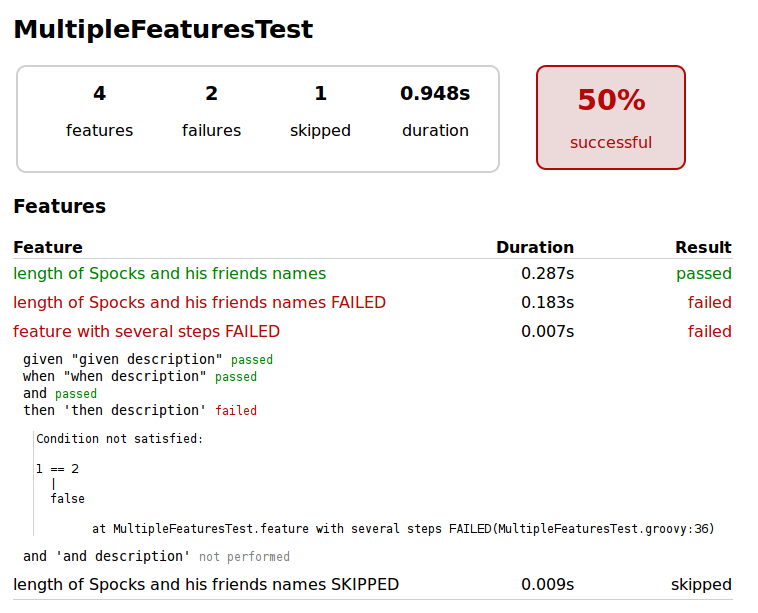 MultipleFeaturesTest
4 2 1 0.948s
features failures skipped duration
50%
successful
Features
Feature Duration Result
length of Spocks and his friends names 0.287s passed
length of Spocks and his friends names FAILED 0.183s failed
feature with several steps FAILED 0.007s failed
given "given description" passed
when "when description" passed
and passed
then 'then description' failed
Condition not satisfied:
1 == 2
|
false
at MultipleFeaturesTest.feature with several steps FAILED(MultipleFeaturesTest.groovy:36)
and 'and description' not performed
length of Spocks and his friends names SKIPPED 0.009s skipped